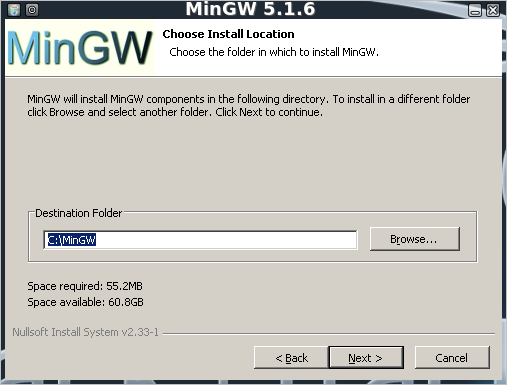 MinGW 5.1.6
MinGW
Choose Install Location
Choose the folder in which to install MinGW.
MinGW will install MinGW components in the following directory. To install in a different folder
click Browse and select another folder. Click Next to continue.
Destination Folder
C:\MinGW
Browse...
Space required: 55.2MB
Space available: 60.8GB
Nullsoft Install System v2.33-1
< Back
Next >
Cancel